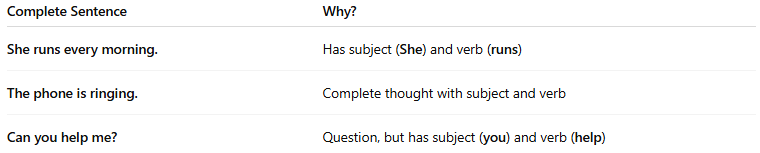 Complete Sentence Why?
She runs every morning. Has subject (She) and verb (runs)
The phone is ringing. Complete thought with subject and verb
Can you help me? Question, but has subject (you) and verb (help)